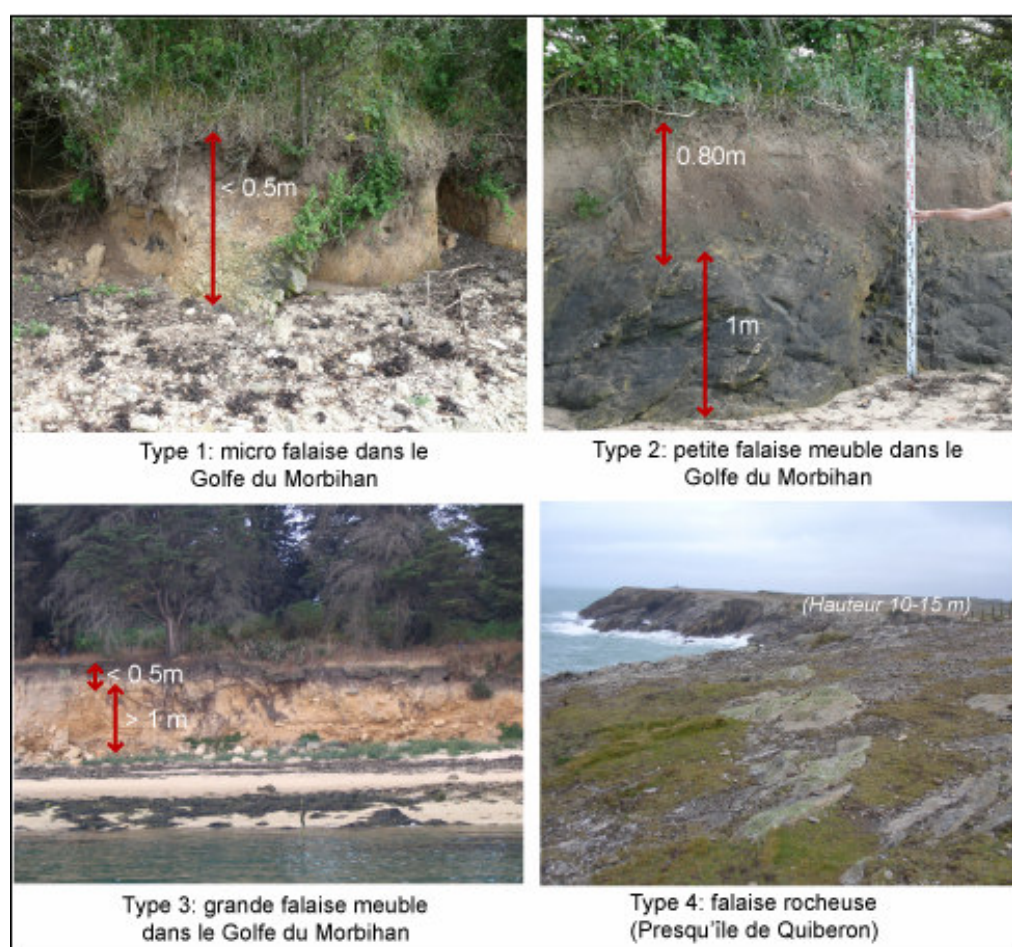 < 0.5m
0.80m
1m
Type 1: micro falaise dans le
Golfe du Morbihan
Type 2: petite falaise meuble dans le
Golfe du Morbihan
< 0.5m
> 1 m
(Hauteur 10-15 m)
Type 3: grande falaise meuble
dans le Golfe du Morbihan
Type 4: falaise rocheuse
(Presqu'île de Quiberon)